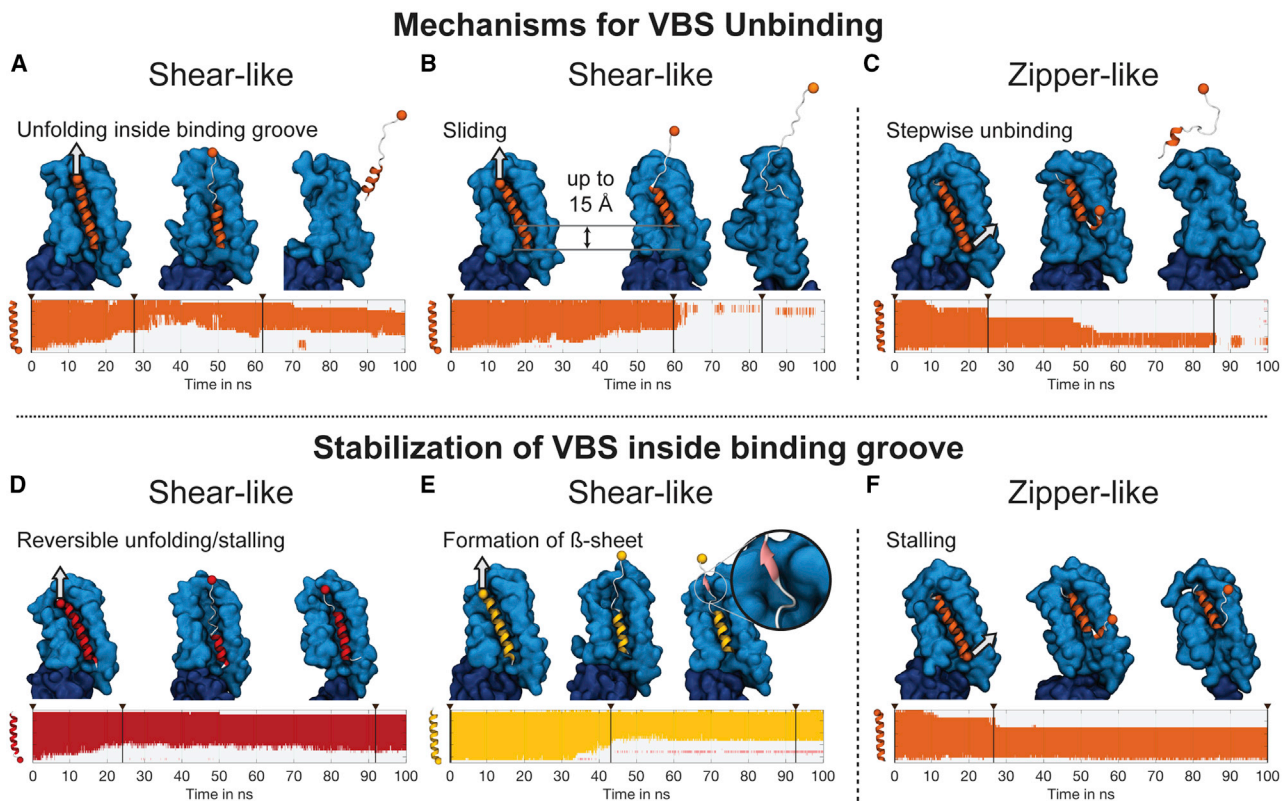 Mechanisms for VBS Unbinding
A
Shear-like
Unfolding inside binding groove
0 10 20 30 40 50 60 70 80 90 100
Time in ns
B
Shear-like
Sliding
up to
15 Å
0 10 20 30 40 50 60 70 80 90 100
Time in ns
C
Zipper-like
Stepwise unbinding
0 10 20 30 40 50 60 70 80 90 100
Time in ns
Stabilization of VBS inside binding groove
D
Shear-like
Reversible unfolding/stalling
0 10 20 30 40 50 60 70 80 90 100
Time in ns
E
Shear-like
Formation of ß-sheet
0 10 20 30 40 50 60 70 80 90 100
Time in ns
F
Zipper-like
Stalling
0 10 20 30 40 50 60 70 80 90 100
Time in ns